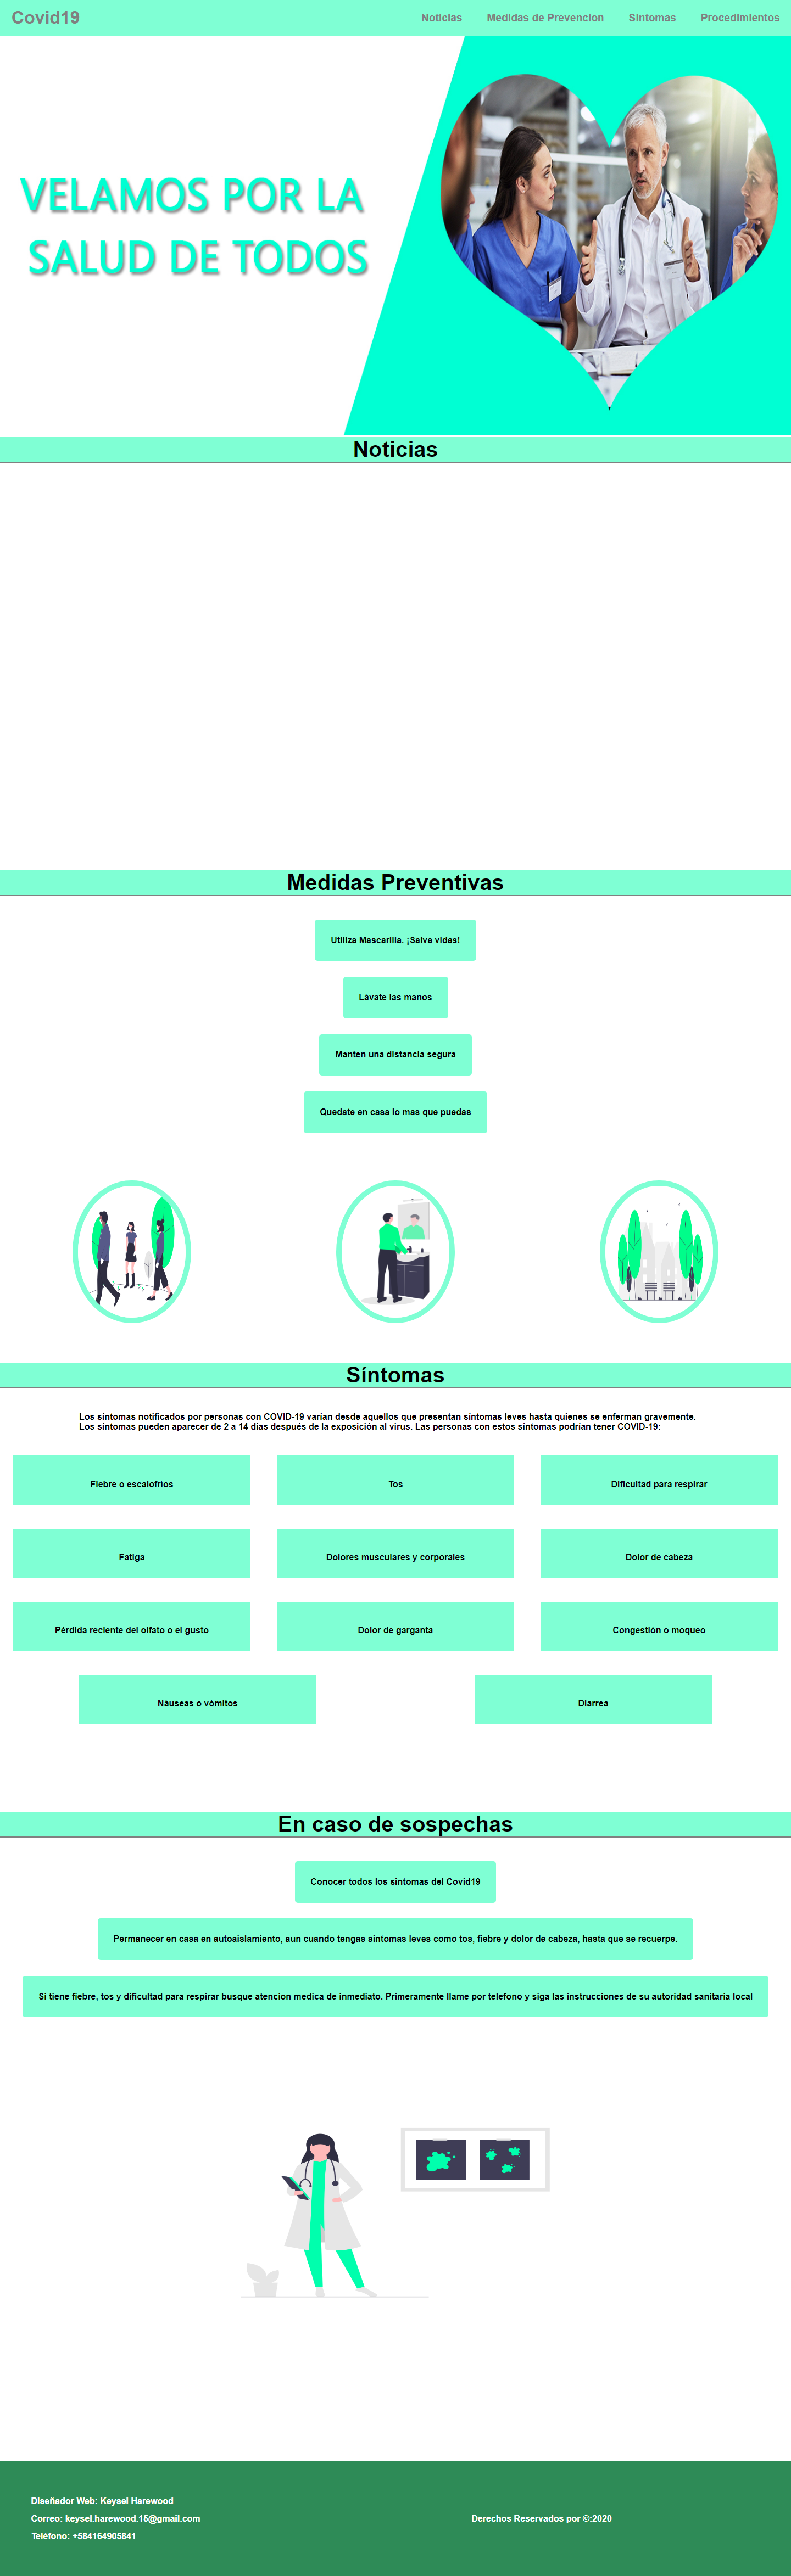 Covid19
Noticias
Medidas de Prevencion
Sintomas
Procedimientos
VELAMOS POR LA
SALUD DE TODOS
Noticias
Medidas Preventivas
Utiliza Mascarilla. ¡Salva vidas!
Lávate las manos
Manten una distancia segura
Quedate en casa lo mas que puedas
Síntomas
Los sintomas notificados por personas con COVID-19 varian desde aquellos que presentan sintomas leves hasta quienes se enferman gravemente.
Los sintomas pueden aparecer de 2 a 14 dias después de la exposición al virus. Las personas con estos sintomas podrian tener COVID-19:
Fiebre o escalofríos
Tos
Dificultad para respirar
Fatiga
Dolores musculares y corporales
Dolor de cabeza
Pérdida reciente del olfato o el gusto
Dolor de garganta
Congestión o moqueo
Náuseas o vómitos
Diarrea
En caso de sospechas
Conocer todos los sintomas del Covid19
Permanecer en casa en autoaislamiento, aun cuando tengas sintomas leves como tos, fiebre y dolor de cabeza, hasta que se recuerpe.
Si tiene fiebre, tos y dificultad para respirar busque atencion medica de inmediato. Primeramente llame por telefono y siga las instrucciones de su autoridad sanitaria local
Diseñador Web: Keysel Harewood
Correo: keysel.harewood.15@gmail.com
Teléfono: +584164905841
Derechos Reservados por ©:2020